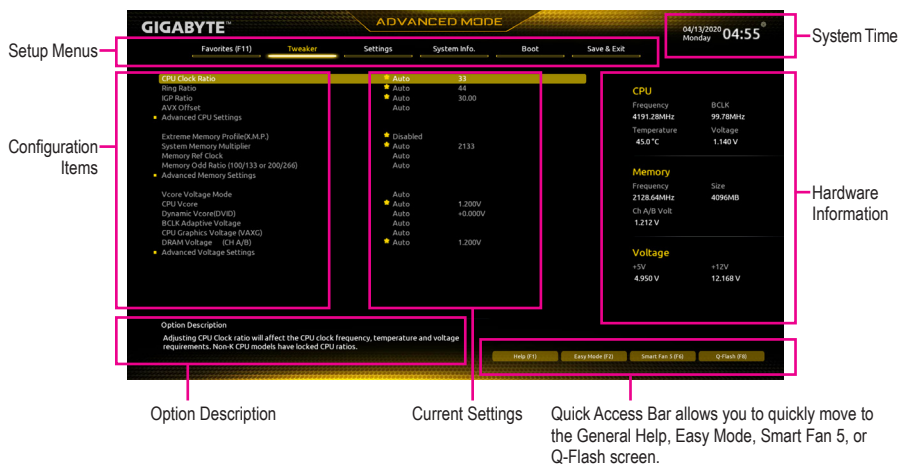 GIGABYTE™
ADVANCED MODE
04/13/2020
Monday
04:55
System Time
Setup Menus
Favorites (F11) Tweaker Settings System Info. Boot Save & Exit
CPU Clock Ratio Auto 33
Ring Ratio Auto 44
IGP Ratio Auto 30.00
AVX Offset Auto
Advanced CPU Settings
Extreme Memory Profile(X.M.P.) Disabled
System Memory Multiplier Auto 2133
Memory Ref Clock Auto
Memory Odd Ratio (100/133 or 200/266) Auto
Advanced Memory Settings
Vcore Voltage Mode Auto
CPU Vcore Auto 1.200V
Dynamic Vcore(DVID) Auto +0.000V
BCLK Adaptive Voltage Auto
CPU Graphics Voltage (VAXG) Auto
DRAM Voltage (CH A/B) Auto 1.200V
Advanced Voltage Settings
Configuration
Items
CPU
Frequency BCLK
4191.28MHz 99.78MHz
Temperature Voltage
45.0 °C 1.140 V
Memory
Frequency Size
2128.64MHz 4096MB
Ch A/B Volt
1.212 V
Voltage
+5V +12V
4.950 V 12.168 V
Hardware
Information
Option Description
Adjusting CPU Clock ratio will affect the CPU clock frequency, temperature and voltage
requirements. Non-K CPU models have locked CPU ratios.
Help (F1) Easy Mode (F2) Smart Fan 5 (F6) Q-Flash (F8)
Option Description
Current Settings
Quick Access Bar allows you to quickly move to
the General Help, Easy Mode, Smart Fan 5, or
Q-Flash screen.